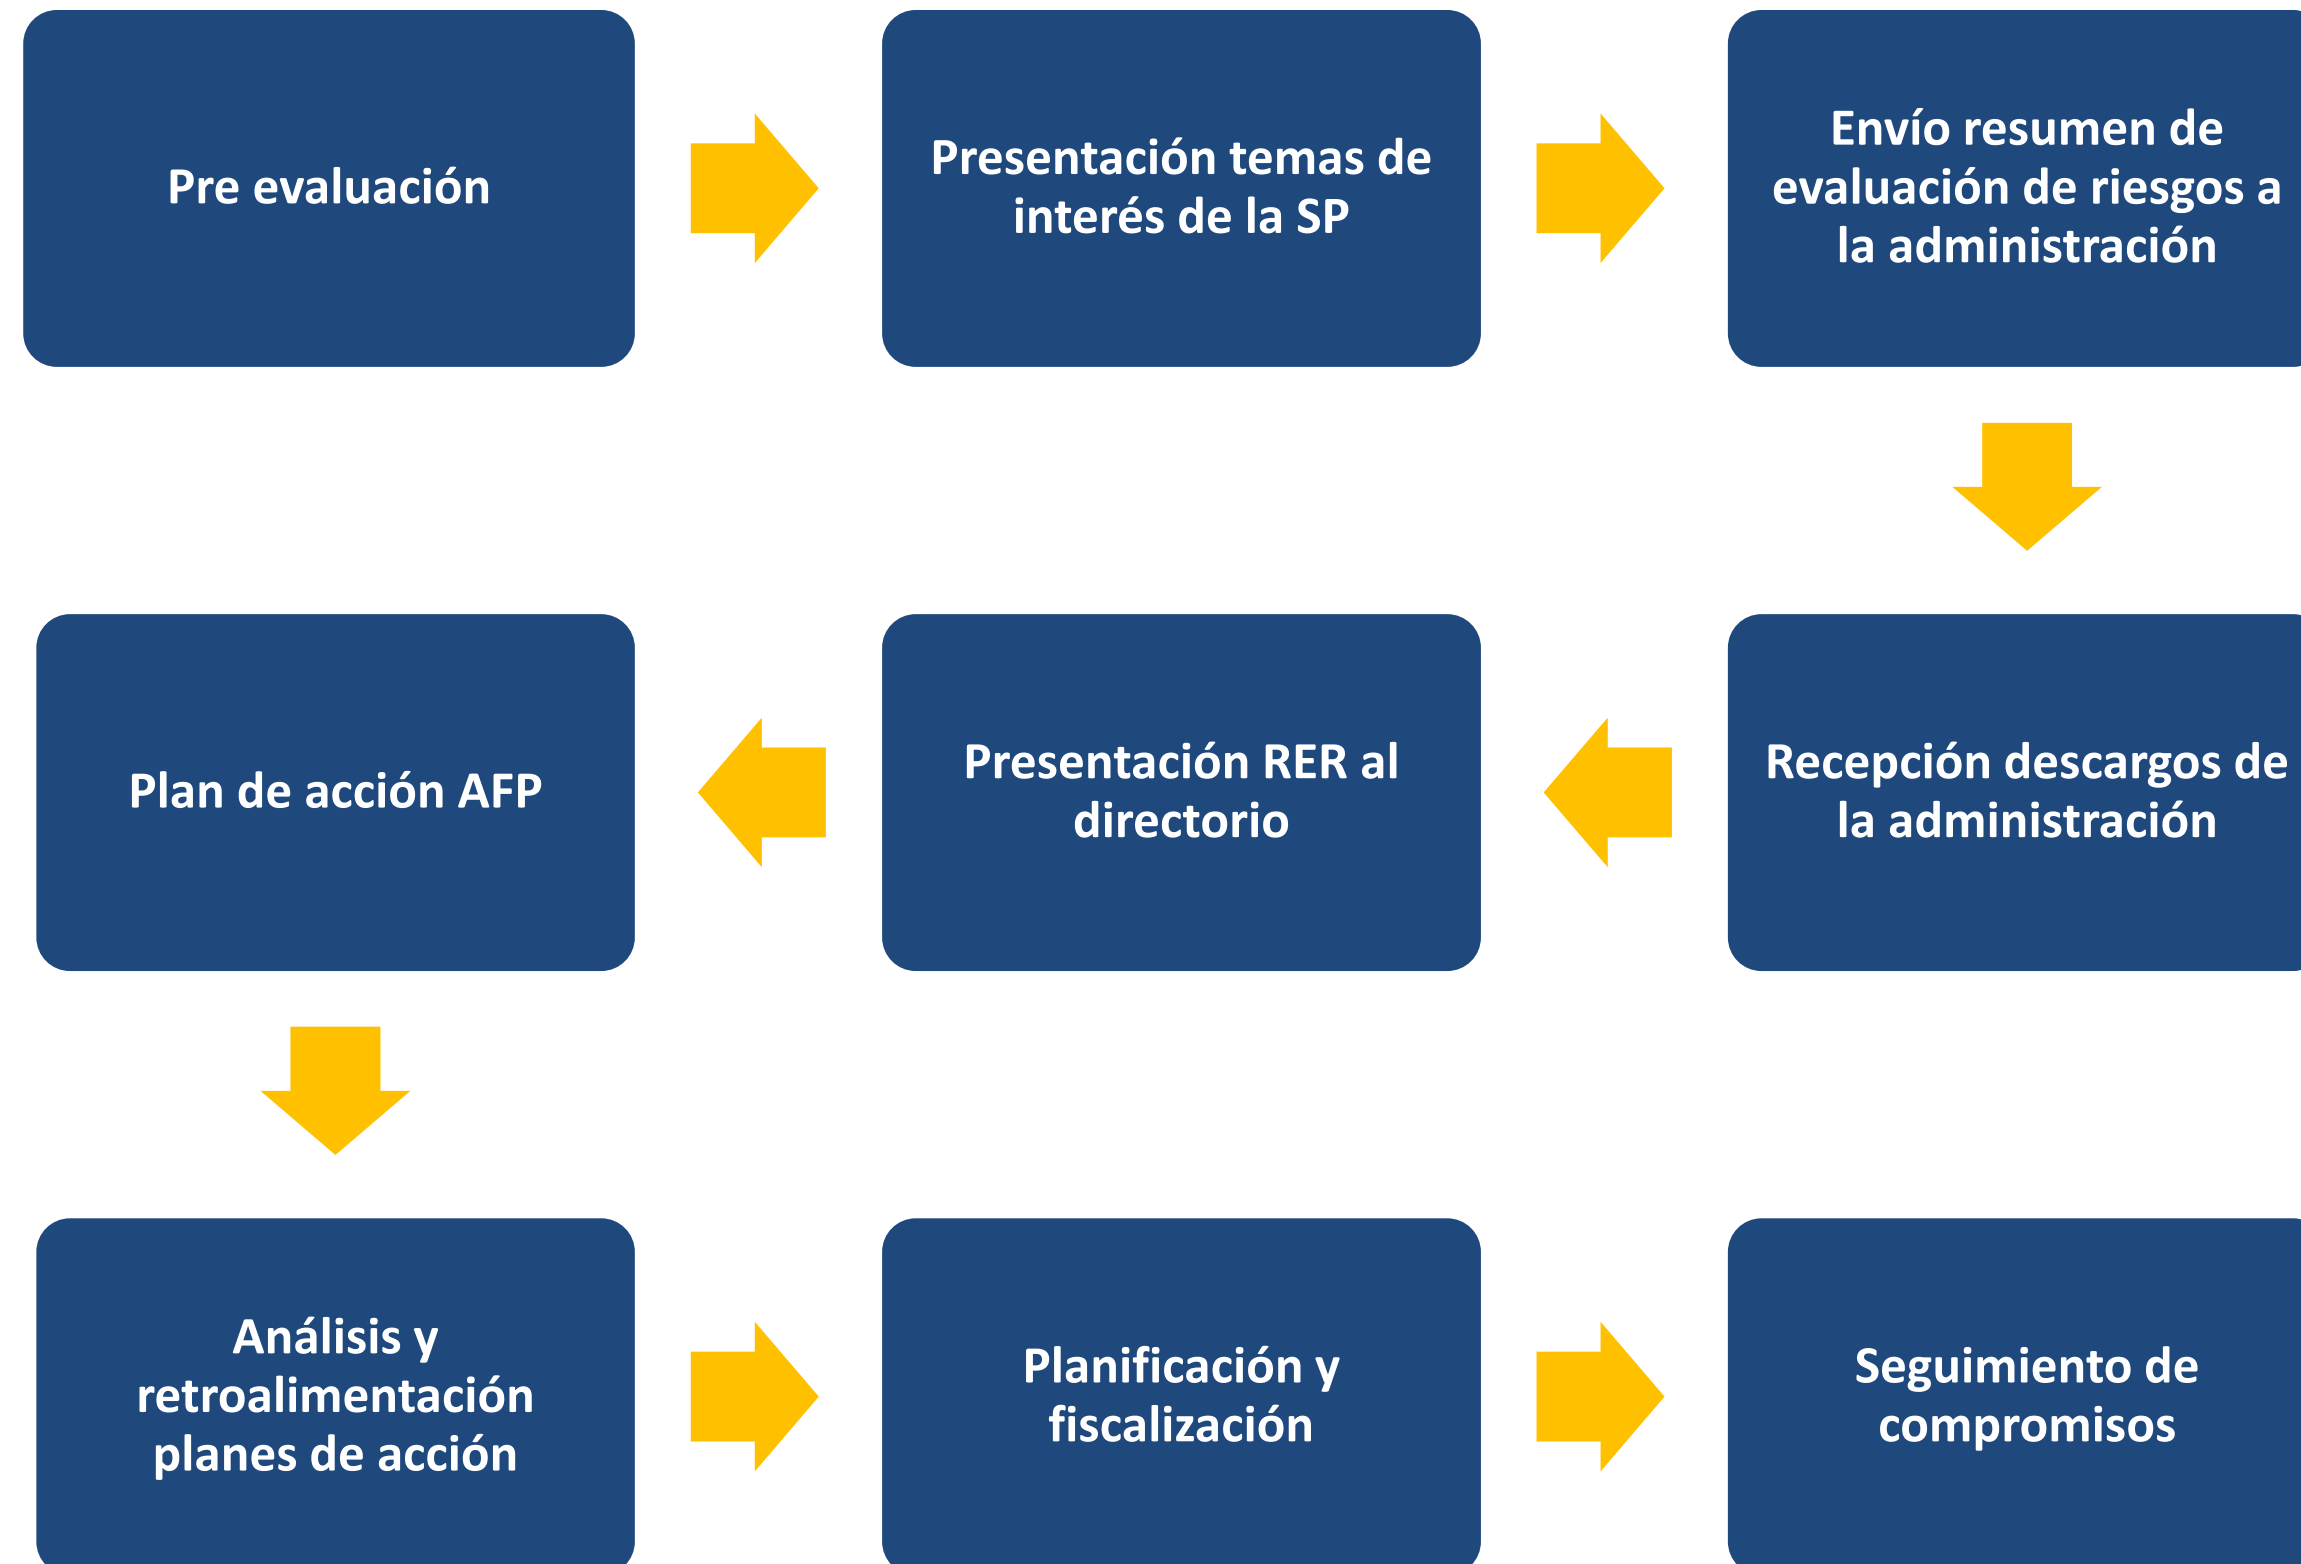 Pre evaluación
Presentación temas de
interés de la SP
Envío resumen de
evaluación de riesgos a
la administración
Recepción descargos de
la administración
Presentación RER al
directorio
Plan de acción AFP
Análisis y
retroalimentación
planes de acción
Planificación y
fiscalización
Seguimiento de
compromisos